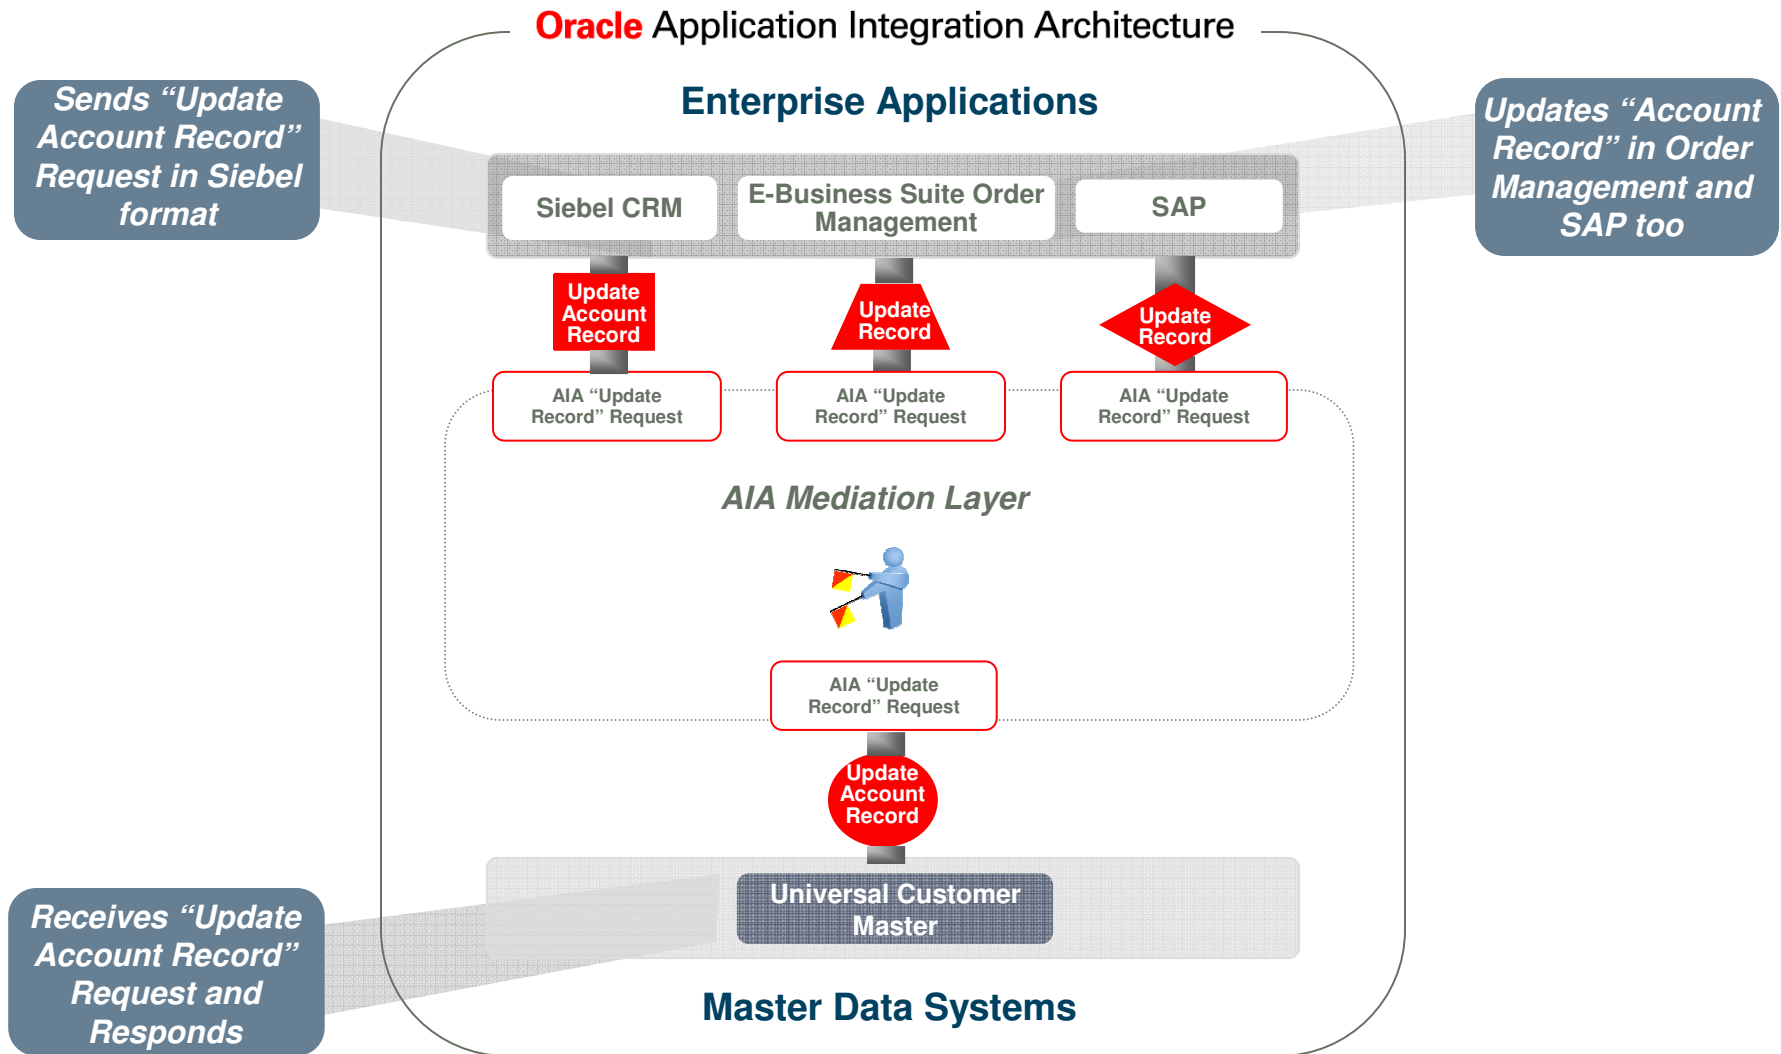 Oracle Application Integration Architecture
Enterprise Applications
Sends “Update
Account Record”
Request in Siebel
format
Updates “Account
Record” in Order
Management and
SAP too
Siebel CRM
E-Business Suite Order
Management
SAP
Update
Account
Record
Update
Record
Update
Record
AIA “Update
Record” Request
AIA “Update
Record” Request
AIA “Update
Record” Request
AIA Mediation Layer
AIA “Update
Record” Request
Update
Account
Record
Universal Customer
Master
Receives “Update
Account Record”
Request and
Responds
Master Data Systems